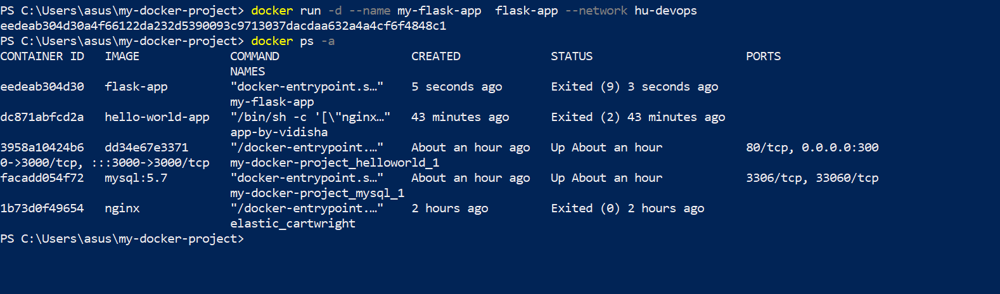 PS C:\Users\asus\my-docker-project> docker run -d --name my-flask-app  flask-app --network hu-devops
eedeab304d30a4f66122da232d5390093c9713037dacdaa632a4a4cf6f4848c1
PS C:\Users\asus\my-docker-project> docker ps -a
CONTAINER ID   IMAGE             COMMAND                   CREATED             STATUS                      PORTS
                                 NAMES
eedeab304d30   flask-app         "docker-entrypoint.s…"    5 seconds ago       Exited (9) 3 seconds ago
                                 my-flask-app
dc871abfcd2a   hello-world-app   "/bin/sh -c '[\"nginx…"   43 minutes ago      Exited (2) 43 minutes ago
                                 app-by-vidisha
3958a10424b6   dd34e67e3371      "/docker-entrypoint.…"    About an hour ago   Up About an hour            80/tcp, 0.0.0.0:300
0->3000/tcp, :::3000->3000/tcp   my-docker-project_helloworld_1
facadd054f72   mysql:5.7         "docker-entrypoint.s…"    About an hour ago   Up About an hour            3306/tcp, 33060/tcp
                                 my-docker-project_mysql_1
1b73d0f49654   nginx             "/docker-entrypoint.…"    2 hours ago         Exited (0) 2 hours ago
                                 elastic_cartwright
PS C:\Users\asus\my-docker-project>